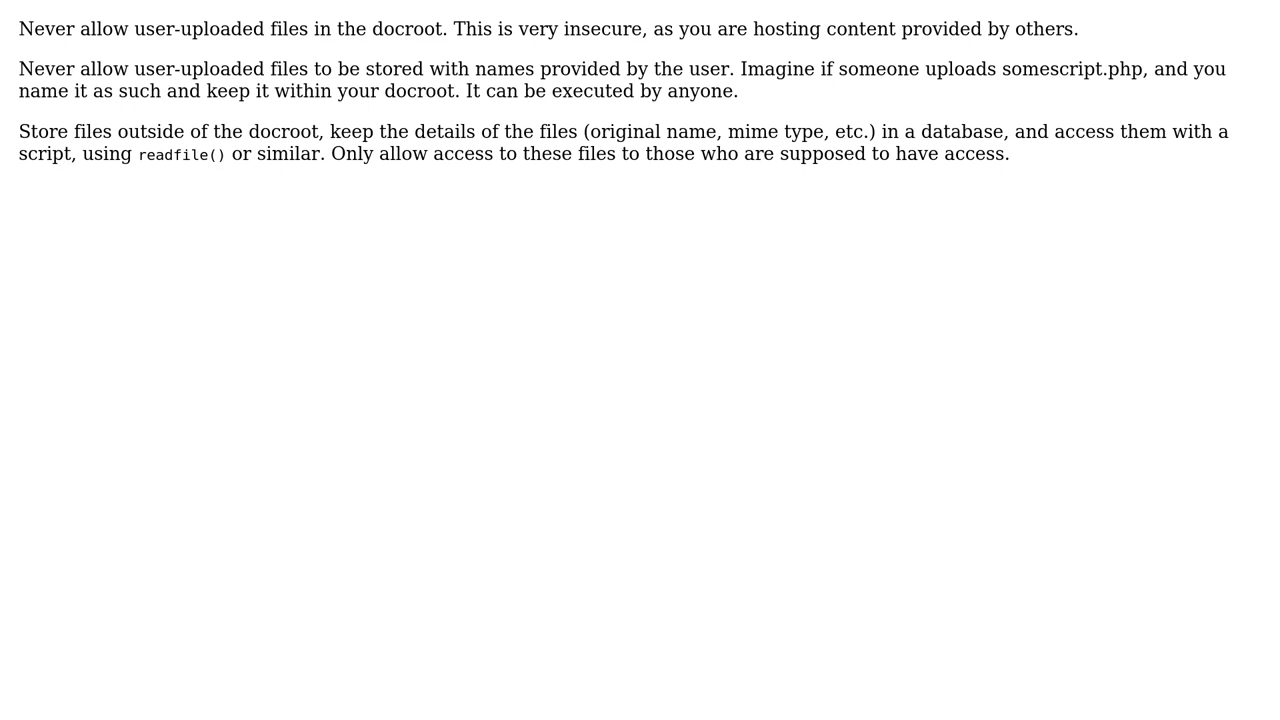 Never allow user-uploaded files in the docroot. This is very insecure, as you are hosting content provided by others.
Never allow user-uploaded files to be stored with names provided by the user. Imagine if someone uploads somescript.php, and you
name it as such and keep it within your docroot. It can be executed by anyone.
Store files outside of the docroot, keep the details of the files (original name, mime type, etc.) in a database, and access them with a
script, using readfile() or similar. Only allow access to these files to those who are supposed to have access.